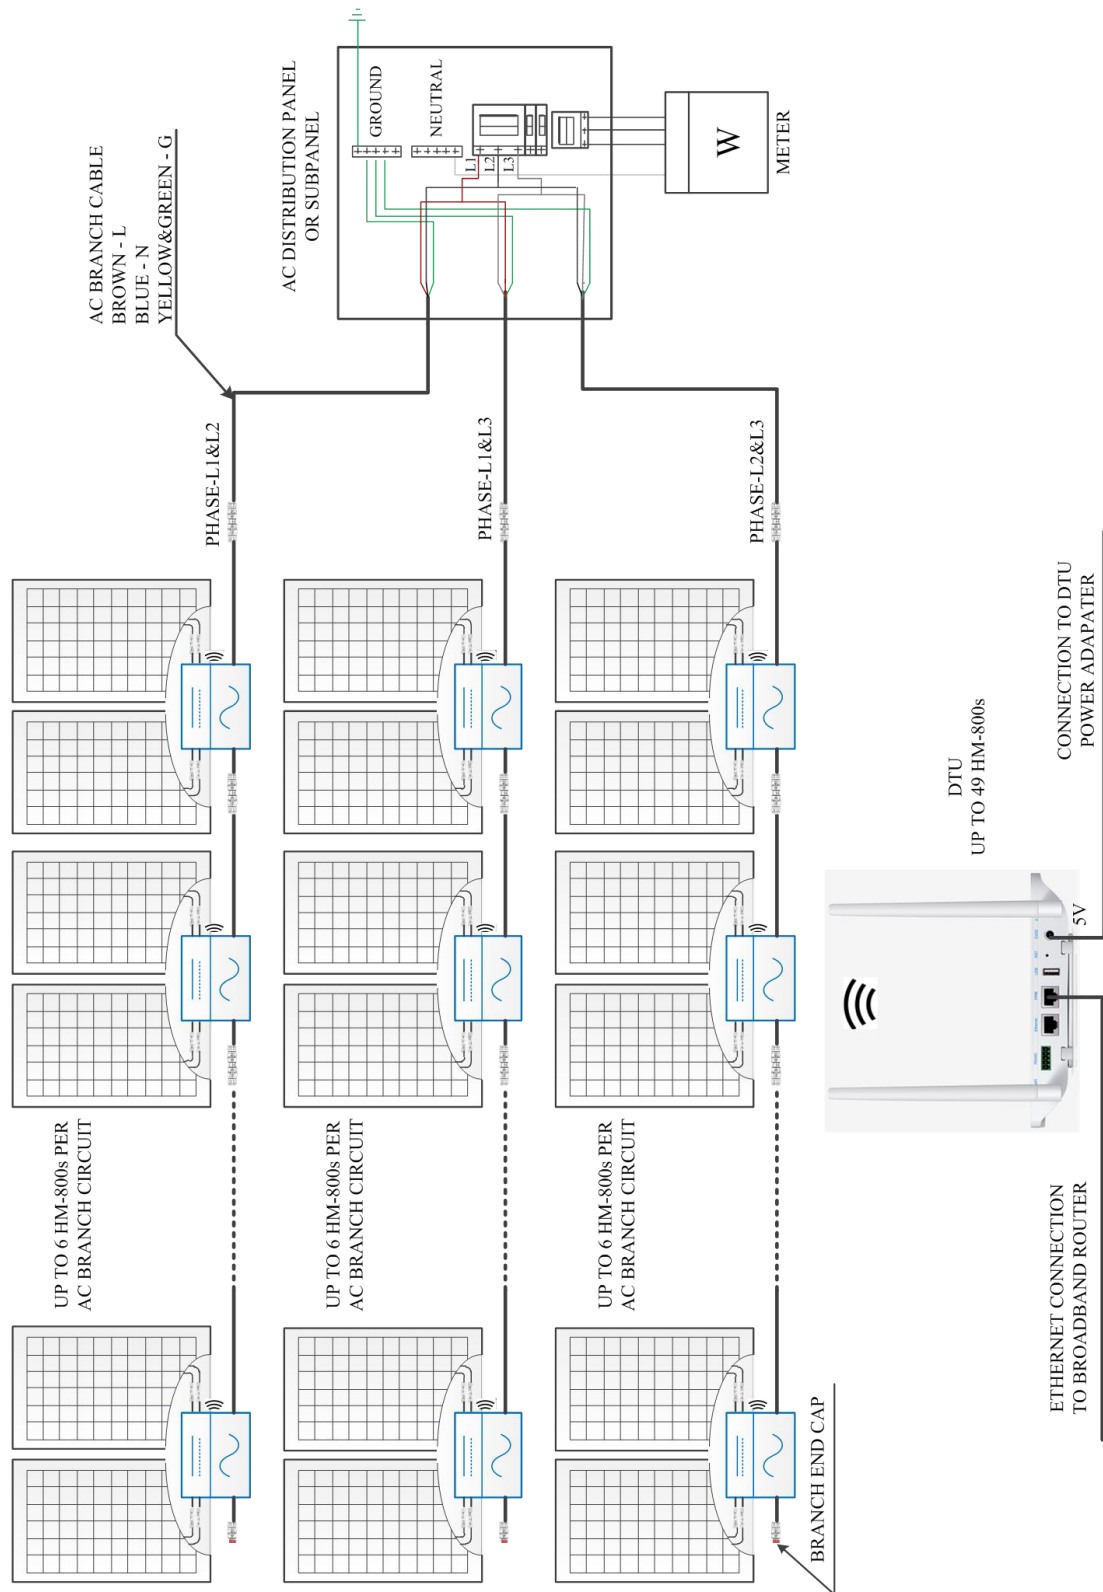 UP TO 6 HM-800s PER
AC BRANCH CIRCUIT
AC BRANCH CABLE
BROWN - L
BLUE - N
YELLOW&GREEN - G
PHASE-L1&L2
AC DISTRIBUTION PANEL
OR SUBPANEL
UP TO 6 HM-800s PER
AC BRANCH CIRCUIT
GROUND
NEUTRAL
L1
L2
L3
PHASE-L1&L3
UP TO 6 HM-800s PER
AC BRANCH CIRCUIT
W
METER
PHASE-L2&L3
BRANCH END CAP
DTU
UP TO 49 HM-800s
5V
ETHERNET CONNECTION
TO BROADBAND ROUTER
CONNECTION TO DTU
POWER ADAPATER